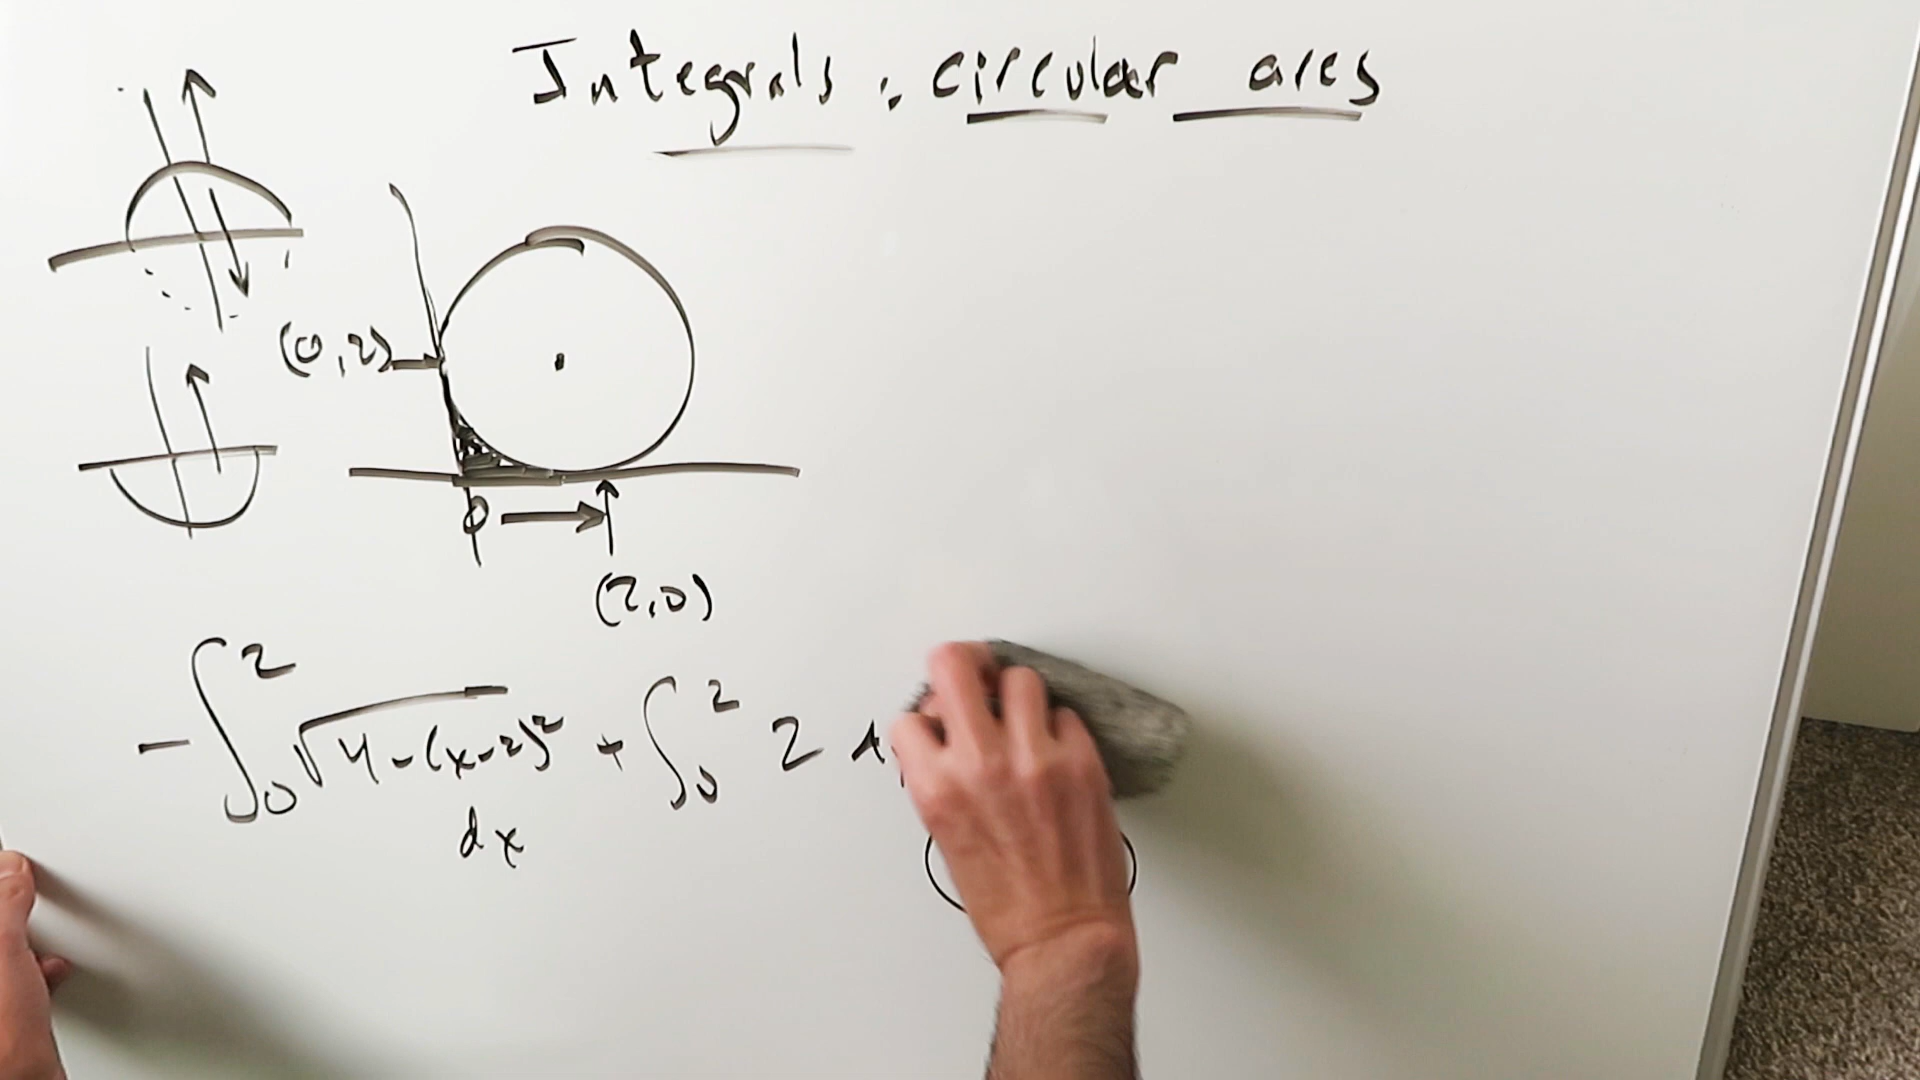 Integrals : circular arcs
(0,2)
0
(2,0)
-∫₀² √4-(x-2)² + ∫₀² 2
dx